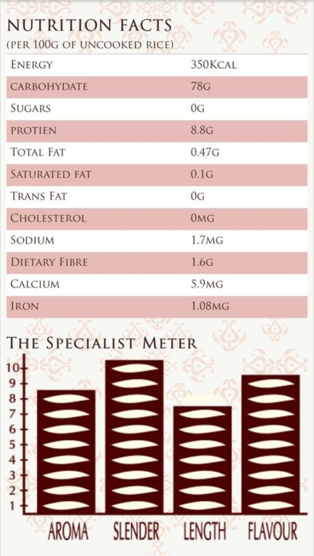 NUTRITION FACTS
(PER 100G OF UNCOOKED RICE)
ENERGY 350KCAL
CARBOHYDATE 78G
SUGARS 0G
PROTIEN 8.8G
TOTAL FAT 0.47G
SATURATED FAT 0.1G
TRANS FAT 0G
CHOLESTEROL 0MG
SODIUM 1.7MG
DIETARY FIBRE 1.6G
CALCIUM 5.9MG
IRON 1.08MG
THE SPECIALIST METER
10
9
8
7
6
5
4
3
2
1
AROMA SLENDER LENGTH FLAVOUR